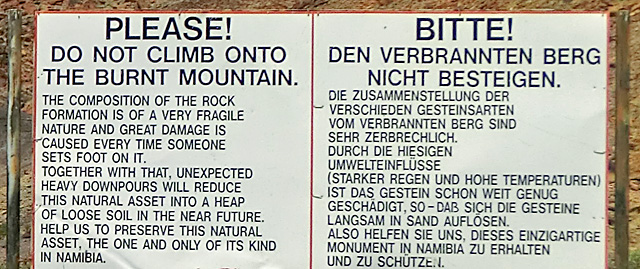 PLEASE!
DO NOT CLIMB ONTO
THE BURNT MOUNTAIN.
THE COMPOSITION OF THE ROCK
FORMATION IS OF A VERY FRAGILE
NATURE AND GREAT DAMAGE IS
CAUSED EVERY TIME SOMEONE
SETS FOOT ON IT.
TOGETHER WITH THAT, UNEXPECTED
HEAVY DOWNPOURS WILL REDUCE
THIS NATURAL ASSET INTO A HEAP
OF LOOSE SOIL IN THE NEAR FUTURE.
HELP US TO PRESERVE THIS NATURAL
ASSET, THE ONE AND ONLY OF ITS KIND
IN NAMIBIA.
BITTE!
DEN VERBRANNTEN BERG
NICHT BESTEIGEN.
DIE ZUSAMMENSTELLUNG DER
VERSCHIEDEN GESTEINSARTEN
VOM VERBRANNTEN BERG SIND
SEHR ZERBRECHLICH.
DURCH DIE HIESIGEN
UMWELTEINFLÜSSE
(STARKER REGEN UND HOHE TEMPERATUREN)
IST DAS GESTEIN SCHON WEIT GENUG
GESCHÄDIGT, SO-DAß SICH DIE GESTEINE
LANGSAM IN SAND AUFLÖSEN.
ALSO HELFEN SIE UNS, DIESES EINZIGARTIGE
MONUMENT IN NAMIBIA ZU ERHALTEN
UND ZU SCHÜTZEN.